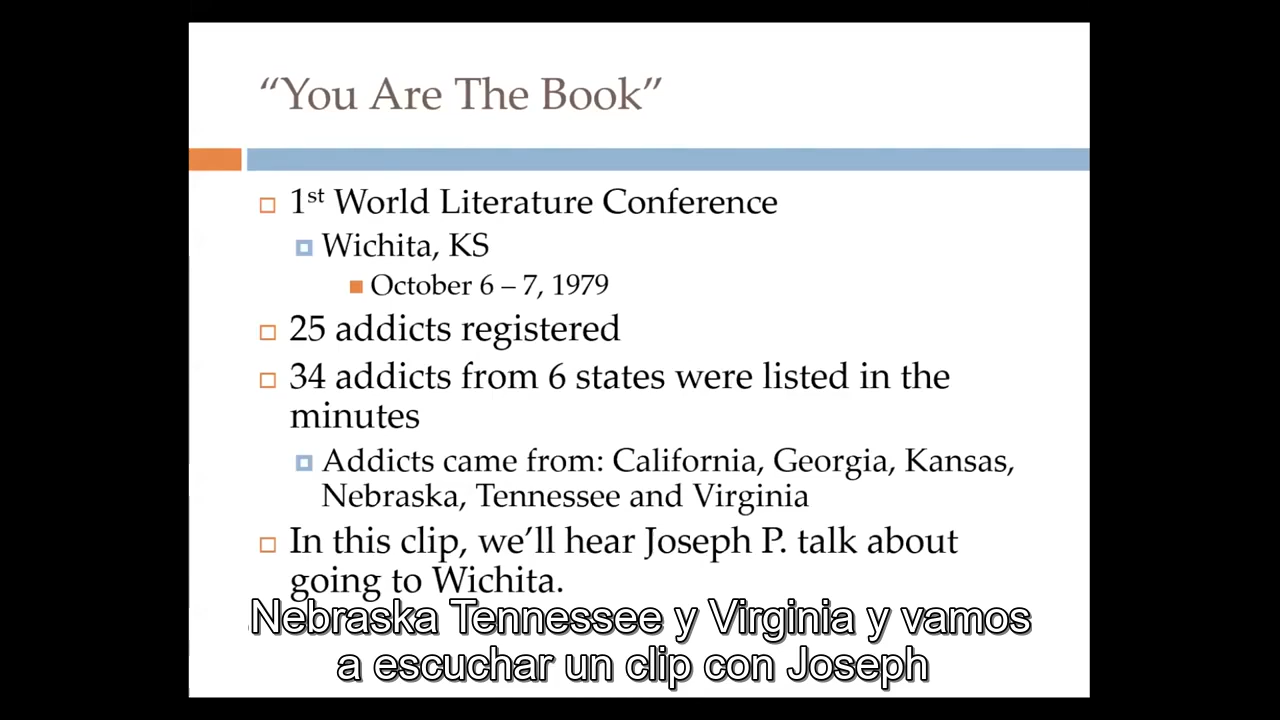 “You Are The Book”
1st World Literature Conference
Wichita, KS
October 6 – 7, 1979
25 addicts registered
34 addicts from 6 states were listed in the
minutes
Addicts came from: California, Georgia, Kansas,
Nebraska, Tennessee and Virginia
In this clip, we’ll hear Joseph P. talk about
going to Wichita.
Nebraska Tennessee y Virginia y vamos
a escuchar un clip con Joseph